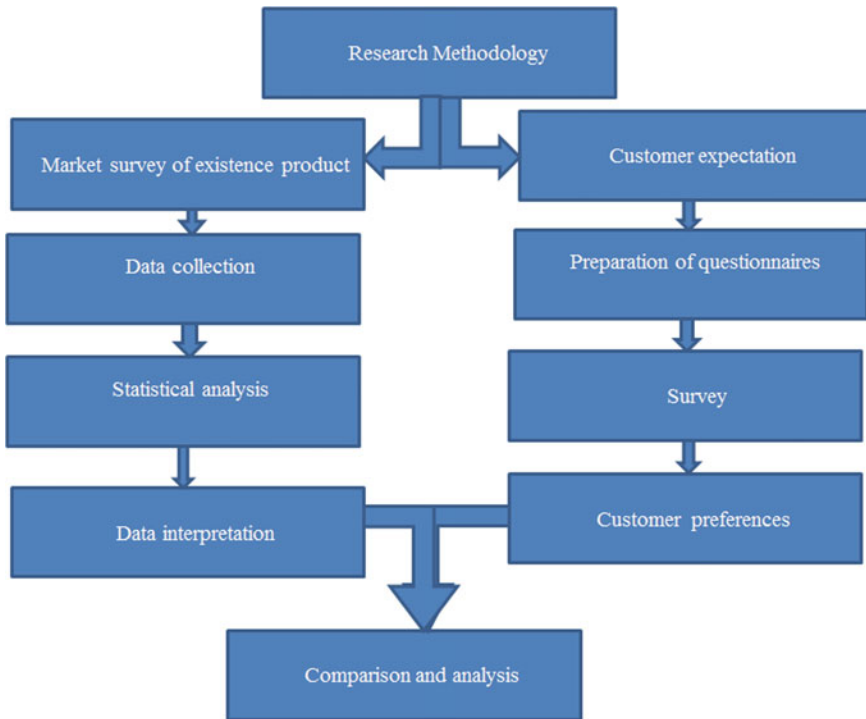 Research Methodology
Market survey of existence product
Customer expectation
Data collection
Preparation of questionnaires
Statistical analysis
Survey
Data interpretation
Customer preferences
Comparison and analysis